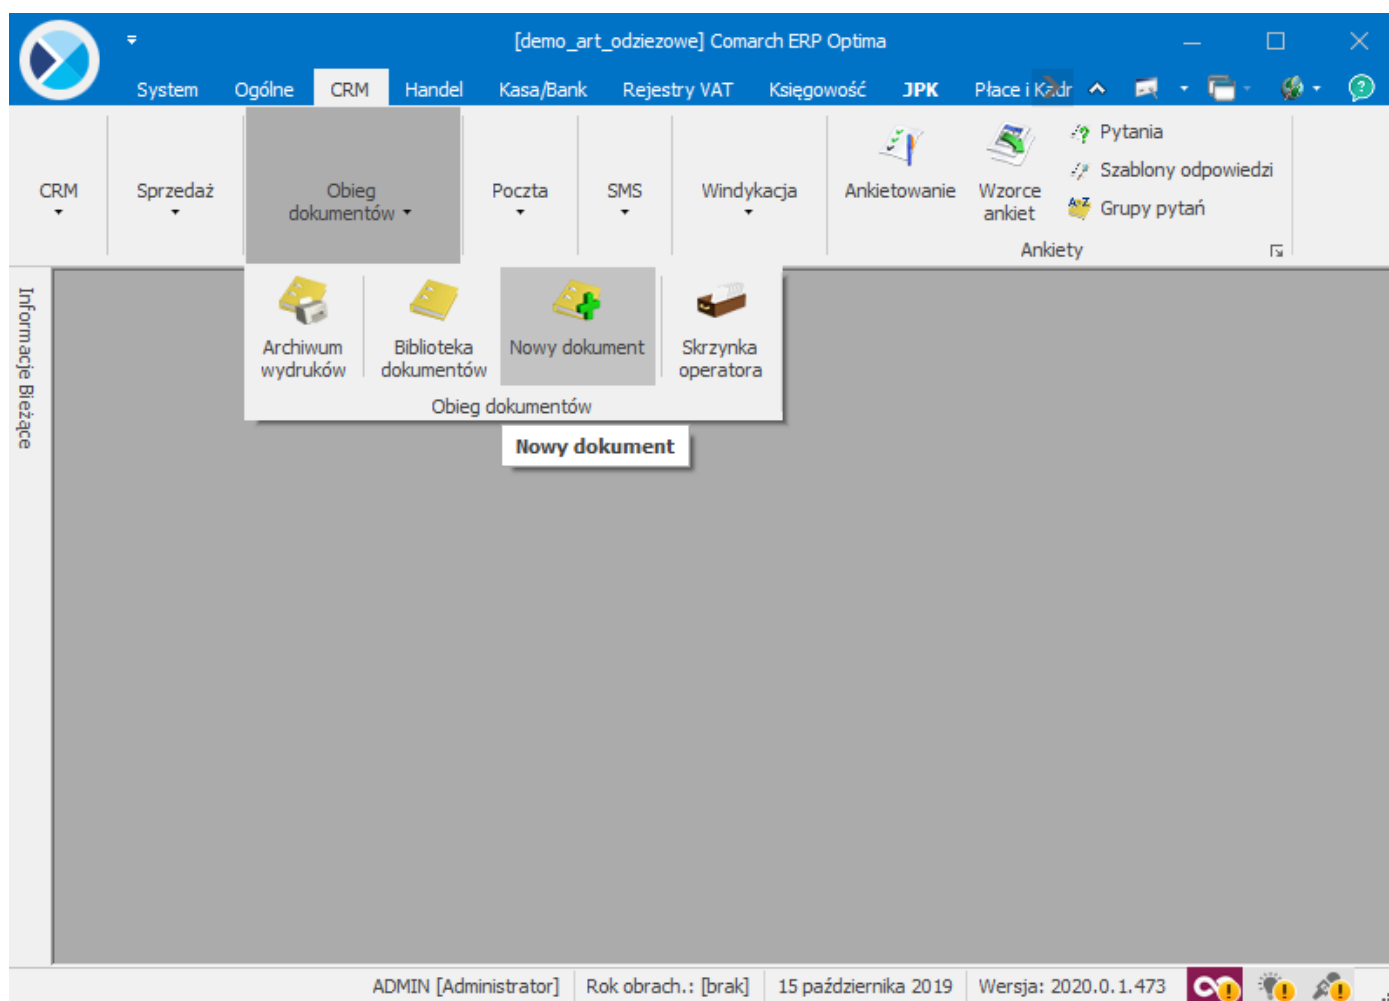 [demo_art_odziezowe] Comarch ERP Optima
System Ogólne CRM Handel Kasa/Bank Rejestry VAT Księgowość JPK Płace i Kadr
CRM
Sprzedaż
Obieg
dokumentów
Poczta
SMS
Windykacja
Ankietowanie
Wzorce
ankiet
Pytania
Szablony odpowiedzi
Grupy pytań
Ankiety
Archiwum
wydruków
Biblioteka
dokumentów
Nowy dokument
Skrzynka
operatora
Obieg dokumentów
Nowy dokument
Informacje Bieżące
ADMIN [Administrator] Rok obrach.: [brak] 15 października 2019 Wersja: 2020.0.1.473